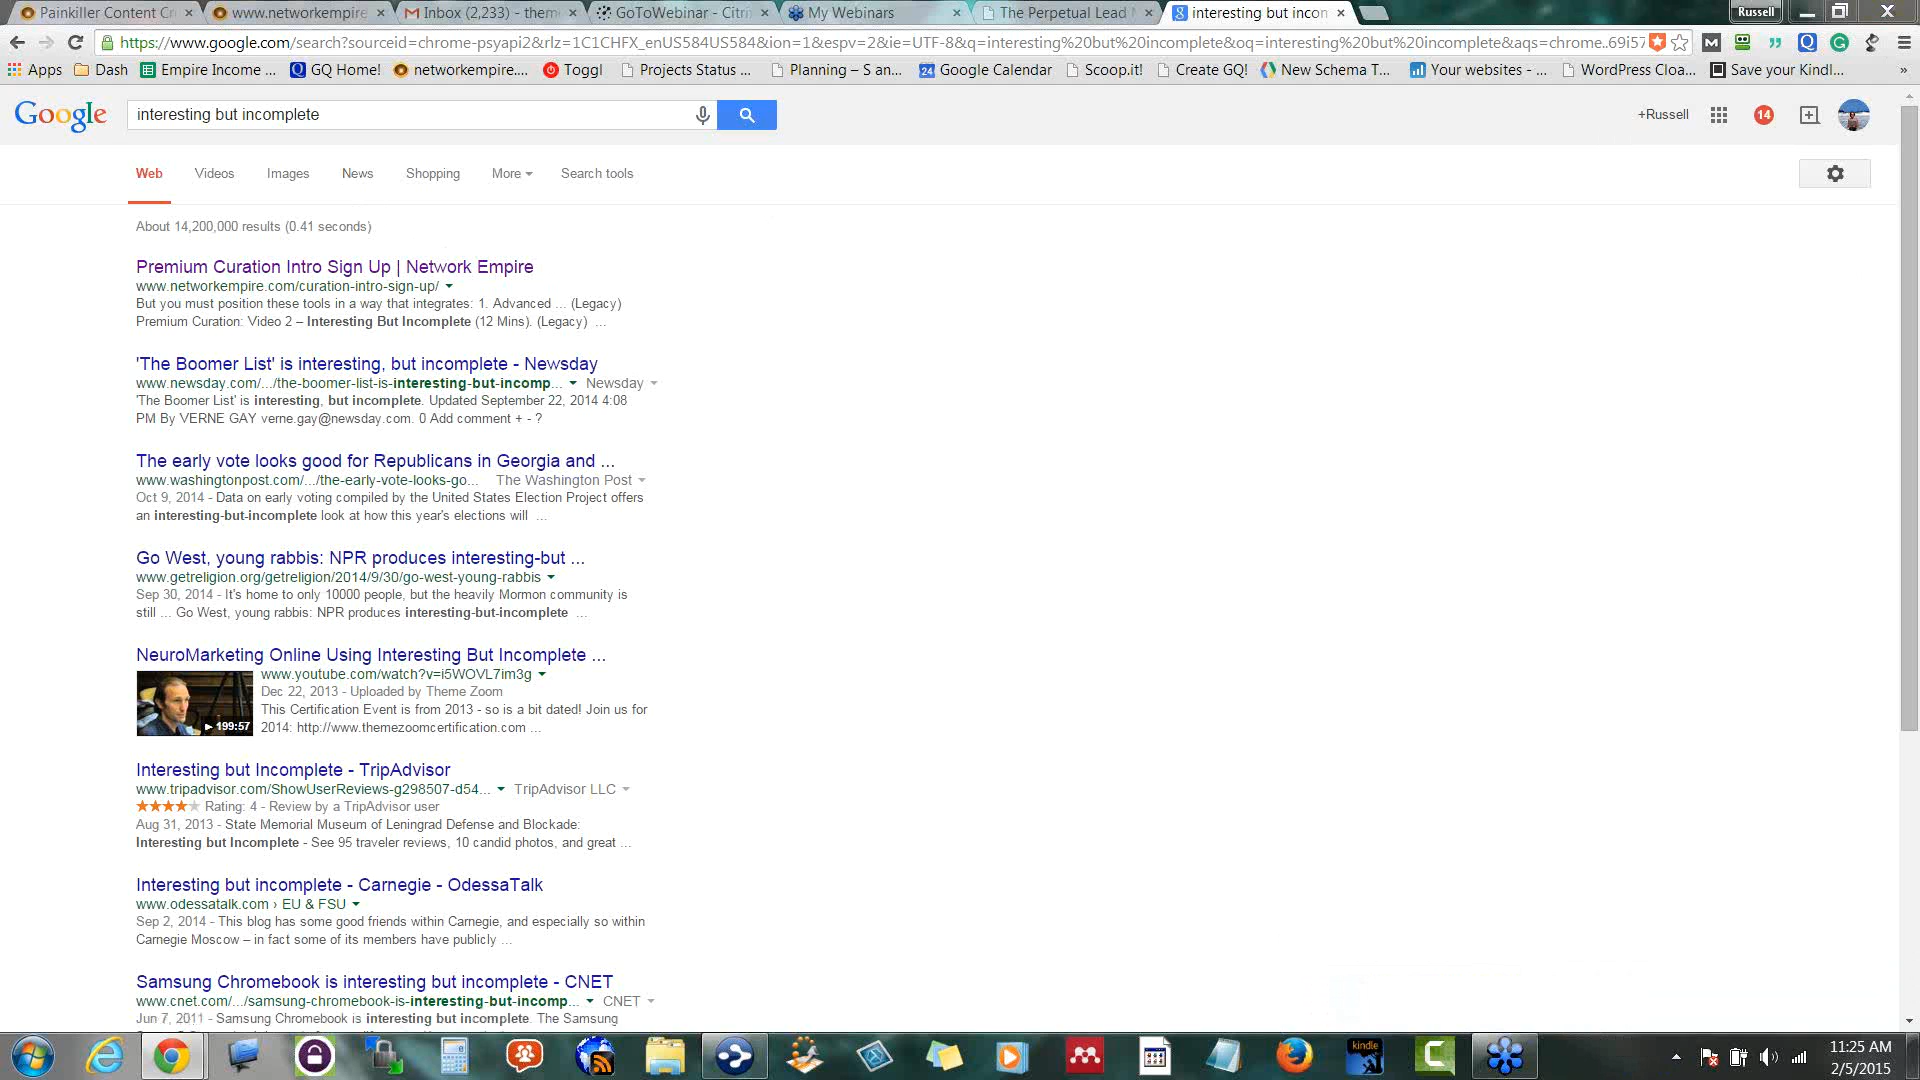 Painkiller Content Cr
www.networkempire
Inbox (2,233) - them
GoToWebinar - Citri
My Webinars
The Perpetual Lead M
interesting but incom
Russell
https://www.google.com/search?sourceid=chrome-psyapi2&rlz=1C1CHFX_enUS584US584&ion=1&espv=2&ie=UTF-8&q=interesting%20but%20incomplete&oq=interesting%20but%20incomplete&aqs=chrome..69i57
Apps
Dash
Empire Income ...
GQ Home!
networkempire....
Toggl
Projects Status ...
Planning – S an...
24 Google Calendar
Scoop.it!
Create GQ!
New Schema T...
Your websites - ...
WordPress Cloa...
Save your Kindl...
»
Google
interesting but incomplete
+Russell
14
Web
Videos
Images
News
Shopping
More
Search tools
About 14,200,000 results (0.41 seconds)
Premium Curation Intro Sign Up | Network Empire
www.networkempire.com/curation-intro-sign-up/
But you must position these tools in a way that integrates: 1. Advanced ... (Legacy)
Premium Curation: Video 2 – Interesting But Incomplete (12 Mins). (Legacy) ...
'The Boomer List' is interesting, but incomplete - Newsday
www.newsday.com/.../the-boomer-list-is-interesting-but-incomp... Newsday
'The Boomer List' is interesting, but incomplete. Updated September 22, 2014 4:08
PM By VERNE GAY verne.gay@newsday.com. 0 Add comment + - ?
The early vote looks good for Republicans in Georgia and ...
www.washingtonpost.com/.../the-early-vote-looks-go... The Washington Post
Oct 9, 2014 - Data on early voting compiled by the United States Election Project offers
an interesting-but-incomplete look at how this year's elections will ...
Go West, young rabbis: NPR produces interesting-but ...
www.getreligion.org/getreligion/2014/9/30/go-west-young-rabbis
Sep 30, 2014 - It's home to only 10000 people, but the heavily Mormon community is
still ... Go West, young rabbis: NPR produces interesting-but-incomplete ...
NeuroMarketing Online Using Interesting But Incomplete ...
www.youtube.com/watch?v=i5WOVL7im3g
Dec 22, 2013 - Uploaded by Theme Zoom
This Certification Event is from 2013 - so is a bit dated! Join us for
2014: http://www.themezoomcertification.com ...
199:57
Interesting but Incomplete - TripAdvisor
www.tripadvisor.com/ShowUserReviews-g298507-d54... TripAdvisor LLC
Rating: 4 - Review by a TripAdvisor user
Aug 31, 2013 - State Memorial Museum of Leningrad Defense and Blockade:
Interesting but Incomplete - See 95 traveler reviews, 10 candid photos, and great ...
Interesting but incomplete - Carnegie - OdessaTalk
www.odessatalk.com › EU & FSU
Sep 2, 2014 - This blog has some good friends within Carnegie, and especially so within
Carnegie Moscow – in fact some of its members have publicly ...
Samsung Chromebook is interesting but incomplete - CNET
www.cnet.com/.../samsung-chromebook-is-interesting-but-incomp... CNET
Jun 7, 2011 - Samsung Chromebook is interesting but incomplete. The Samsung
kindle
11:25 AM
2/5/2015